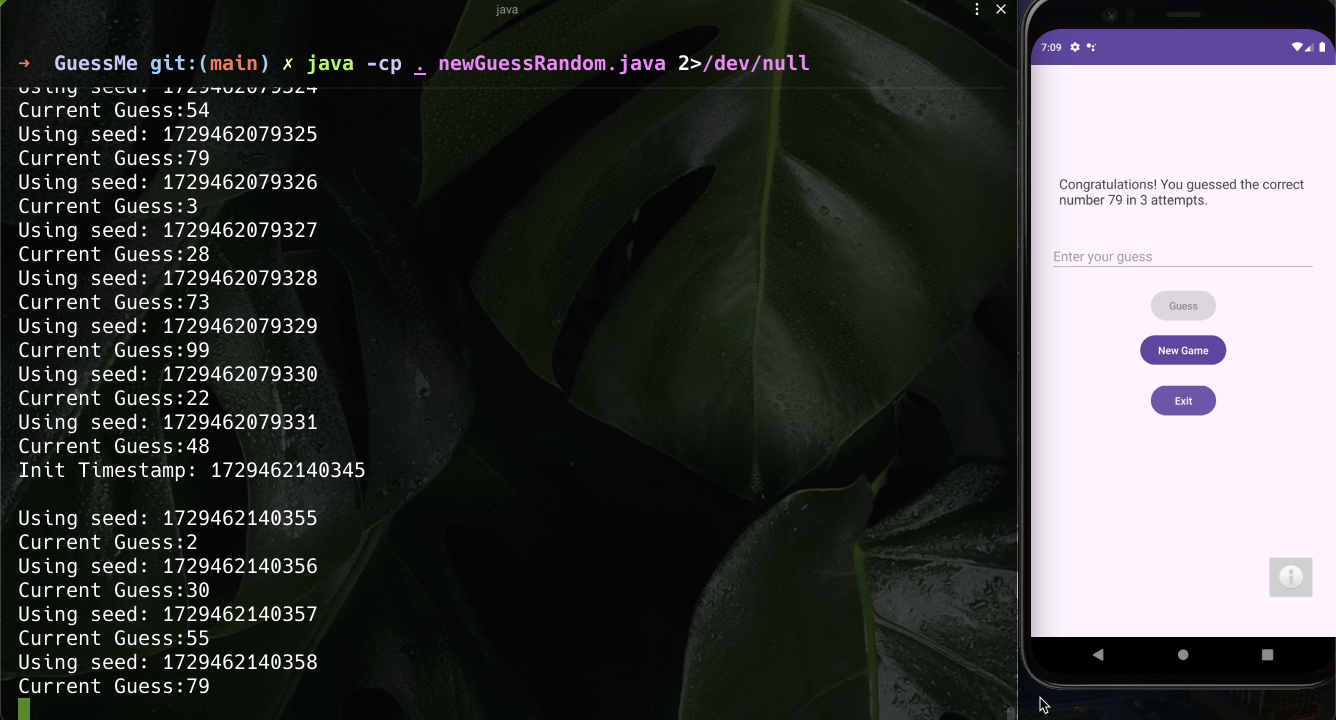 java
➜ GuessMe git:(main) ✗ java -cp . newGuessRandom.java 2>/dev/null
Using seed: 1729462079324
Current Guess:54
Using seed: 1729462079325
Current Guess:79
Using seed: 1729462079326
Current Guess:3
Using seed: 1729462079327
Current Guess:28
Using seed: 1729462079328
Current Guess:73
Using seed: 1729462079329
Current Guess:99
Using seed: 1729462079330
Current Guess:22
Using seed: 1729462079331
Current Guess:48
Init Timestamp: 1729462140345
Using seed: 1729462140355
Current Guess:2
Using seed: 1729462140356
Current Guess:30
Using seed: 1729462140357
Current Guess:55
Using seed: 1729462140358
Current Guess:79
7:09
Congratulations! You guessed the correct
number 79 in 3 attempts.
Enter your guess
Guess
New Game
Exit